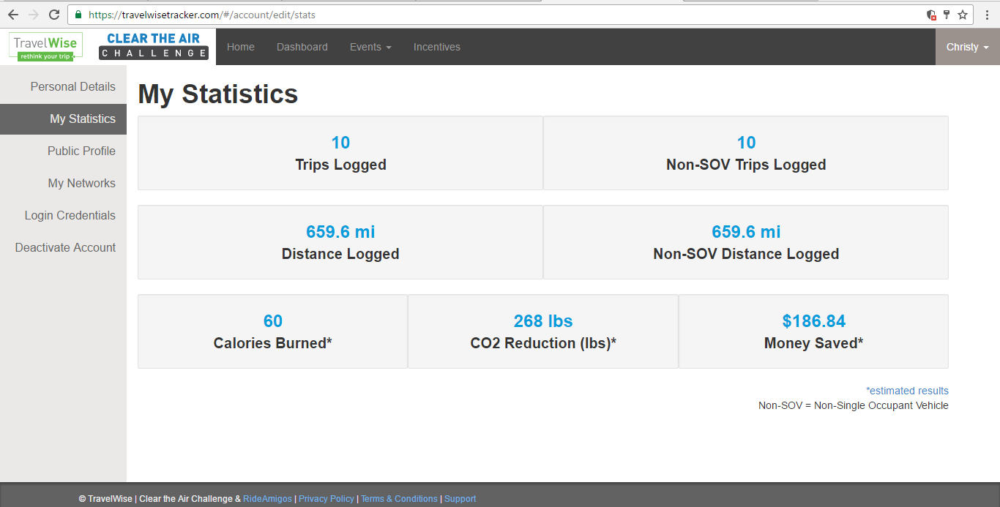 https://travelwisetracker.com/#/account/edit/stats
TravelWise
rethink your trip
CLEAR THE AIR
CHALLENGE
Home Dashboard Events Incentives
Christy
Personal Details
My Statistics
Public Profile
My Networks
Login Credentials
Deactivate Account
My Statistics
10
Trips Logged
10
Non-SOV Trips Logged
659.6 mi
Distance Logged
659.6 mi
Non-SOV Distance Logged
60
Calories Burned*
268 lbs
CO2 Reduction (lbs)*
$186.84
Money Saved*
*estimated results
Non-SOV = Non-Single Occupant Vehicle
© TravelWise | Clear the Air Challenge & RideAmigos | Privacy Policy | Terms & Conditions | Support